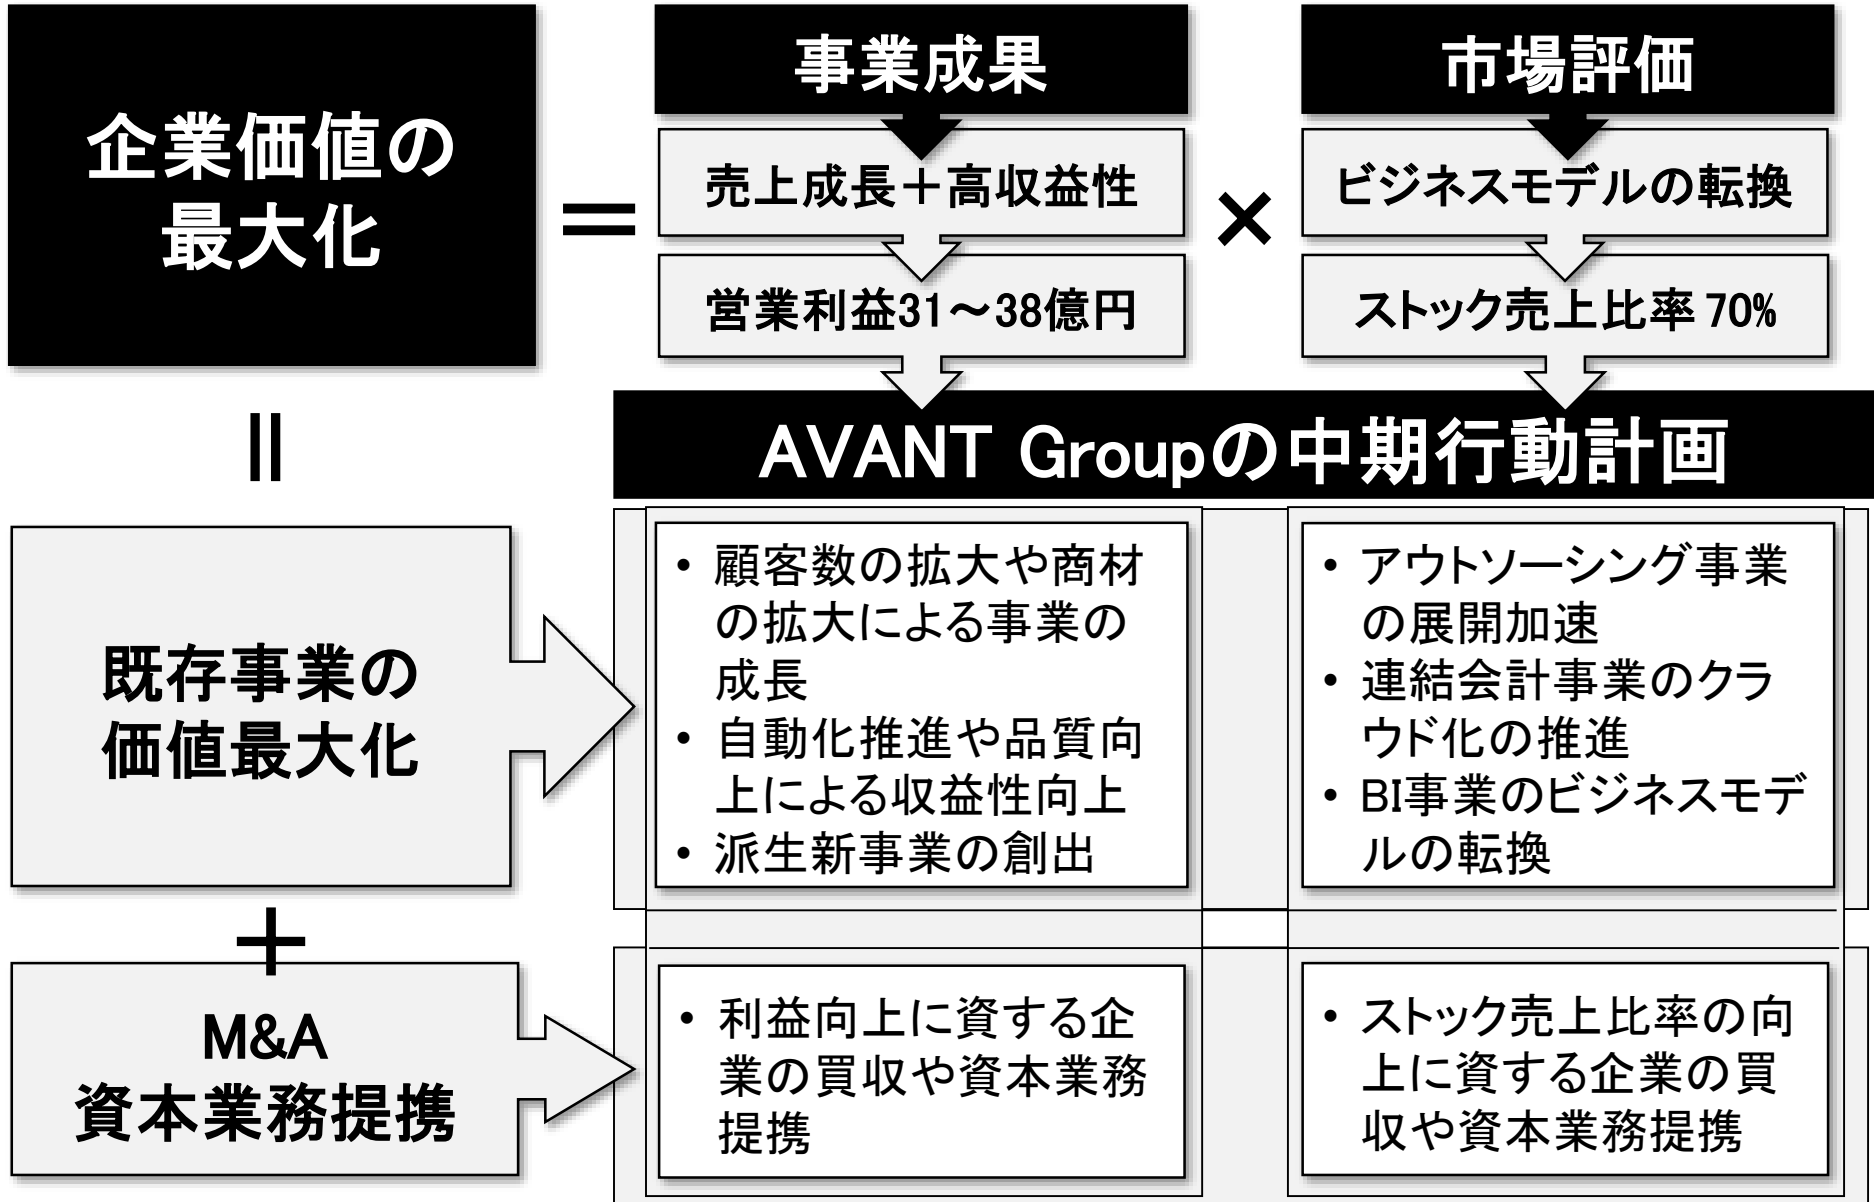 企業価値の
最大化
＝
事業成果
売上成長＋高収益性
営業利益31～38億円
×
市場評価
ビジネスモデルの転換
ストック売上比率 70%
||
AVANT Groupの中期行動計画
既存事業の
価値最大化
• 顧客数の拡大や商材
の拡大による事業の
成長
• 自動化推進や品質向
上による収益性向上
• 派生新事業の創出
• アウトソーシング事業
の展開加速
• 連結会計事業のクラ
ウド化の推進
• BI事業のビジネスモデ
ルの転換
＋
M&A
資本業務提携
• 利益向上に資する企
業の買収や資本業務
提携
• ストック売上比率の向
上に資する企業の買
収や資本業務提携